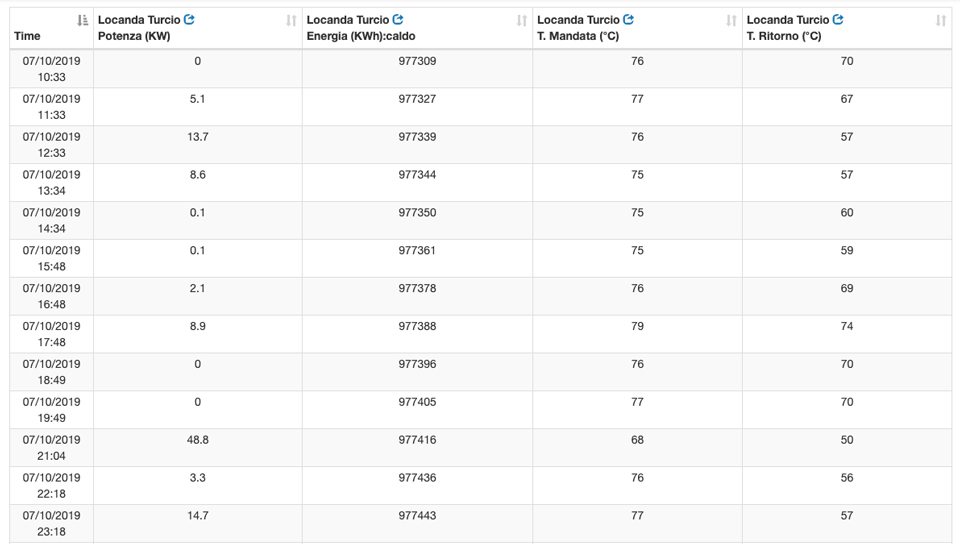 Time
Locanda Turcio
Potenza (KW)
Locanda Turcio
Energia (KWh):caldo
Locanda Turcio
T. Mandata (°C)
Locanda Turcio
T. Ritorno (°C)
07/10/2019 0 977309 76 70
10:33
07/10/2019 5.1 977327 77 67
11:33
07/10/2019 13.7 977339 76 57
12:33
07/10/2019 8.6 977344 75 57
13:34
07/10/2019 0.1 977350 75 60
14:34
07/10/2019 0.1 977361 75 59
15:48
07/10/2019 2.1 977378 76 69
16:48
07/10/2019 8.9 977388 79 74
17:48
07/10/2019 0 977396 76 70
18:49
07/10/2019 0 977405 77 70
19:49
07/10/2019 48.8 977416 68 50
21:04
07/10/2019 3.3 977436 76 56
22:18
07/10/2019 14.7 977443 77 57
23:18